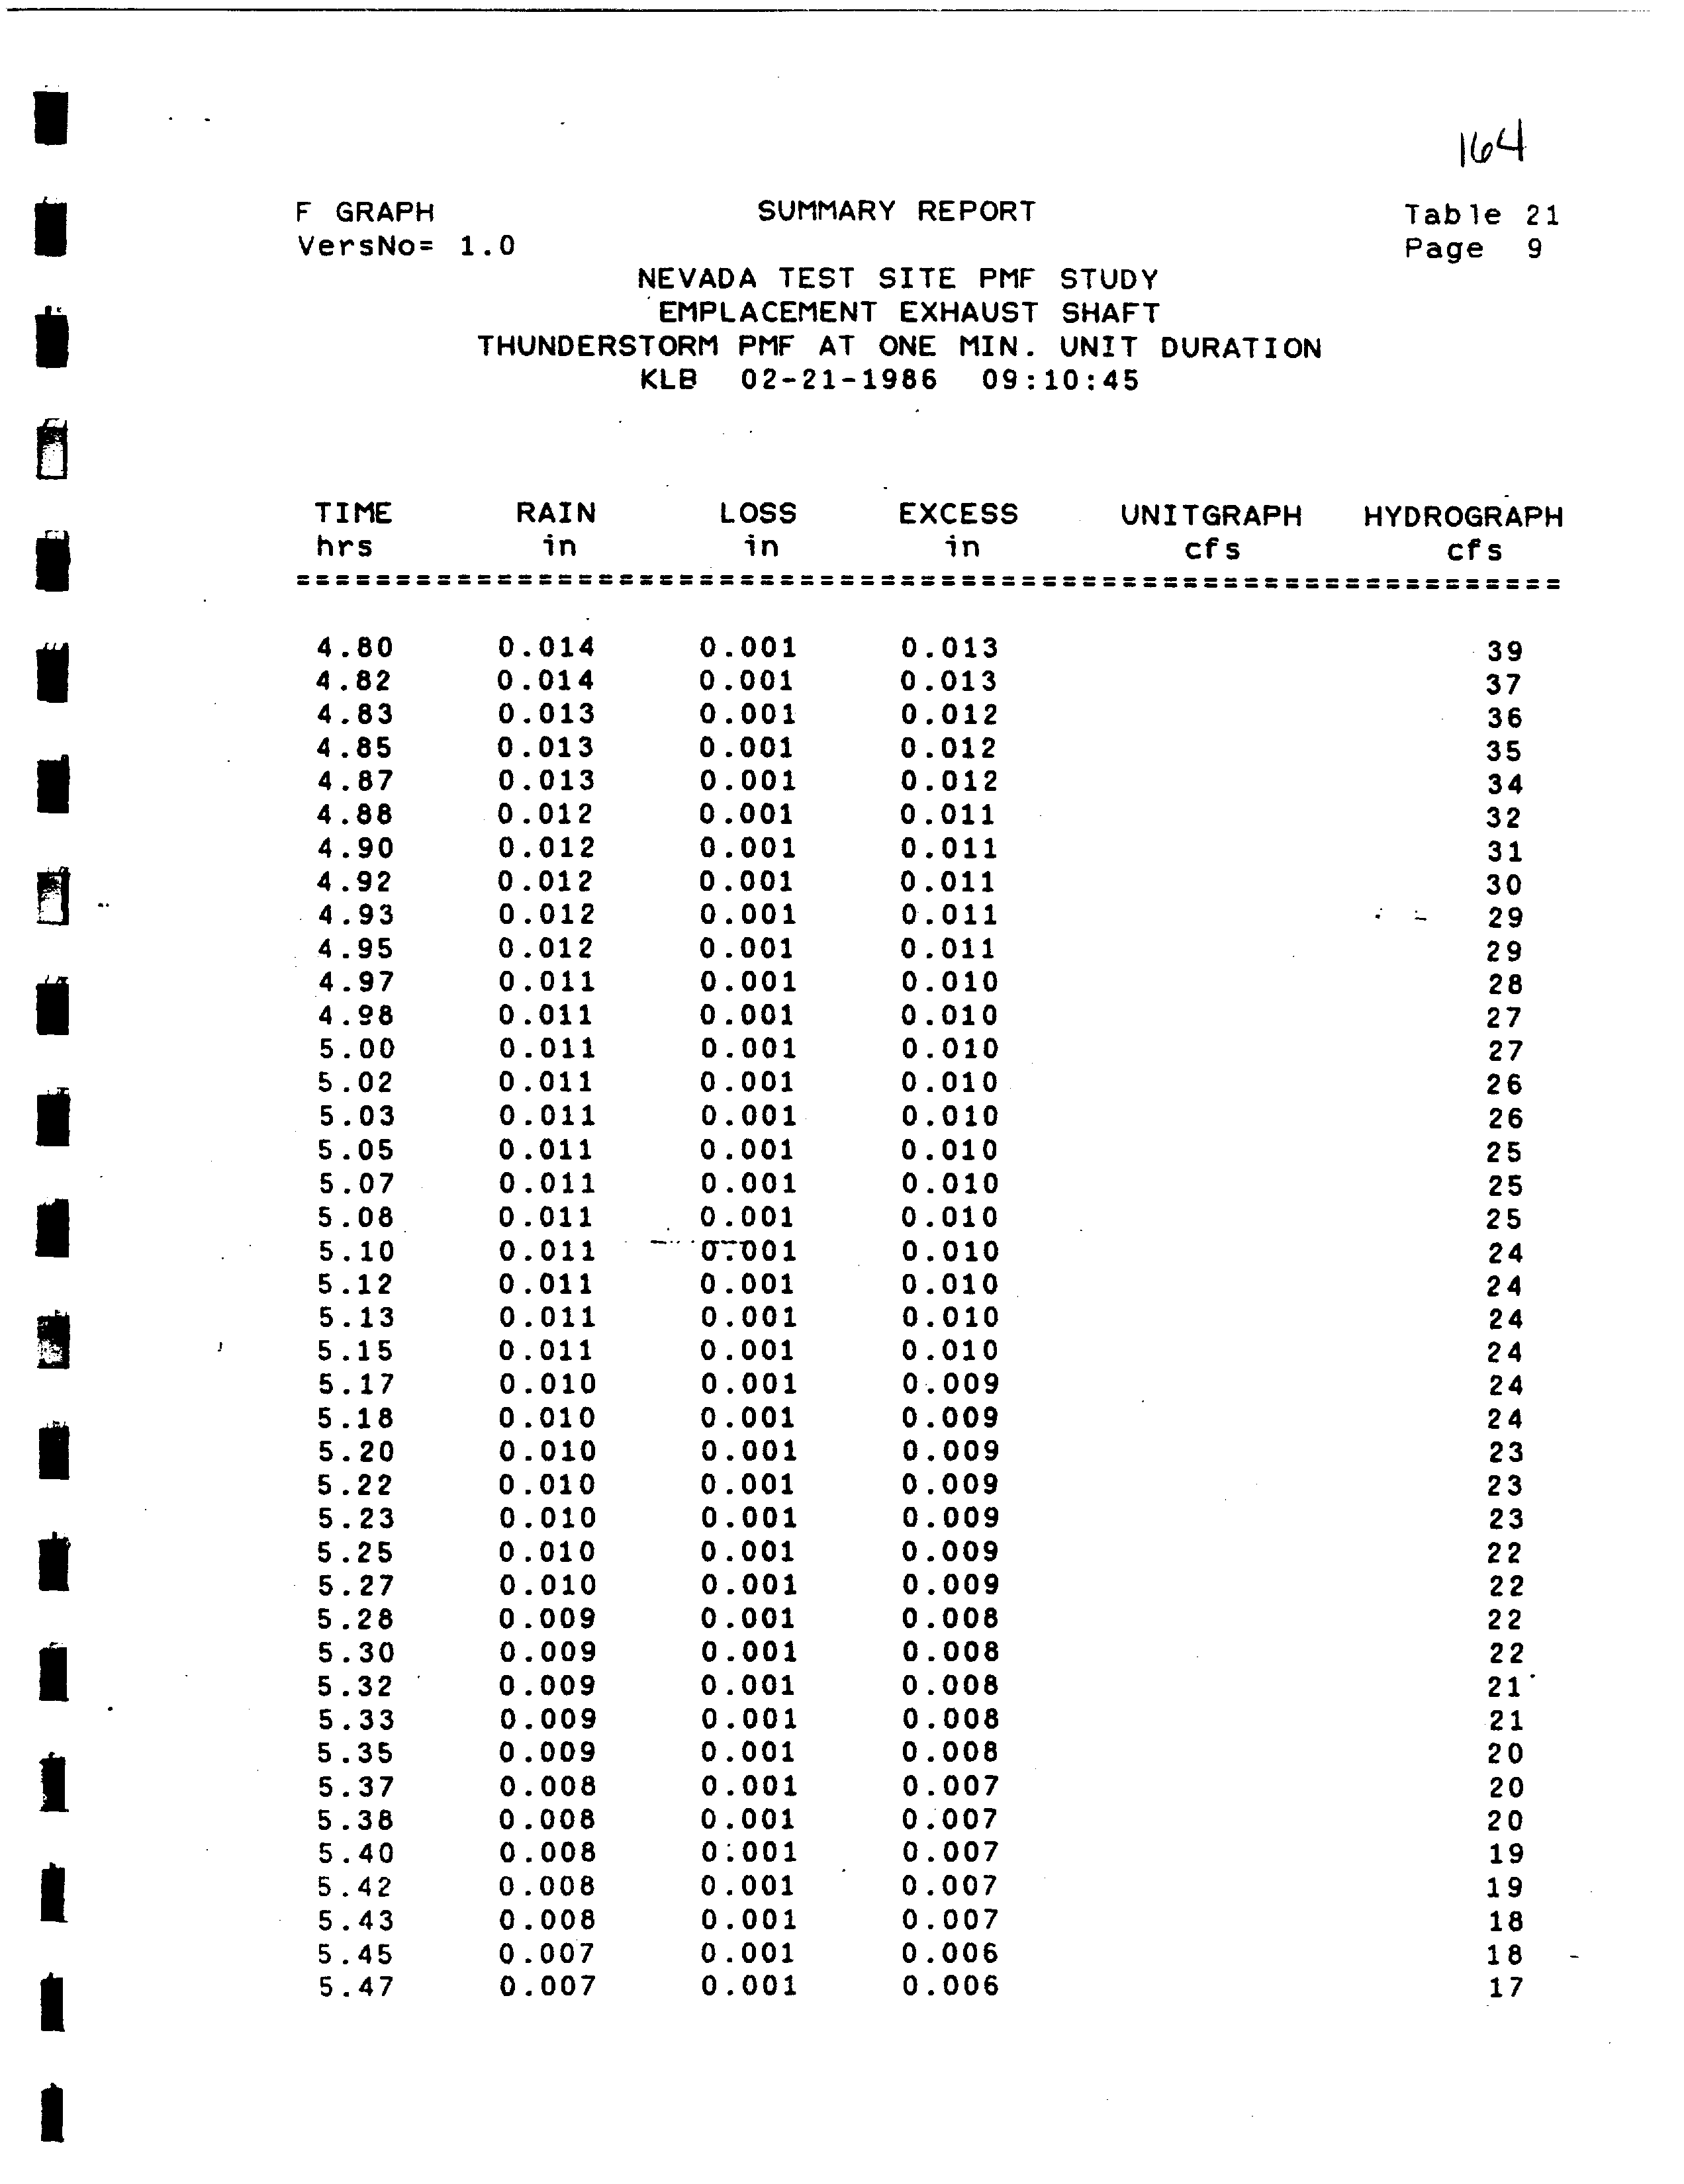 164
F GRAPH SUMMARY REPORT Table 21
VersNo= 1.0 Page 9
NEVADA TEST SITE PMF STUDY
EMPLACEMENT EXHAUST SHAFT
THUNDERSTORM PMF AT ONE MIN. UNIT DURATION
KLB 02-21-1986 09:10:45
TIME RAIN LOSS EXCESS UNITGRAPH HYDROGRAPH
hrs in in in cfs cfs
===============================================================
4.80 0.014 0.001 0.013 39
4.82 0.014 0.001 0.013 37
4.83 0.013 0.001 0.012 36
4.85 0.013 0.001 0.012 35
4.87 0.013 0.001 0.012 34
4.88 0.012 0.001 0.011 32
4.90 0.012 0.001 0.011 31
4.92 0.012 0.001 0.011 30
4.93 0.012 0.001 0.011 29
4.95 0.012 0.001 0.011 29
4.97 0.011 0.001 0.010 28
4.98 0.011 0.001 0.010 27
5.00 0.011 0.001 0.010 27
5.02 0.011 0.001 0.010 26
5.03 0.011 0.001 0.010 26
5.05 0.011 0.001 0.010 25
5.07 0.011 0.001 0.010 25
5.08 0.011 0.001 0.010 25
5.10 0.011 0.001 0.010 24
5.12 0.011 0.001 0.010 24
5.13 0.011 0.001 0.010 24
5.15 0.011 0.001 0.010 24
5.17 0.010 0.001 0.009 24
5.18 0.010 0.001 0.009 24
5.20 0.010 0.001 0.009 23
5.22 0.010 0.001 0.009 23
5.23 0.010 0.001 0.009 23
5.25 0.010 0.001 0.009 22
5.27 0.010 0.001 0.009 22
5.28 0.009 0.001 0.008 22
5.30 0.009 0.001 0.008 22
5.32 0.009 0.001 0.008 21
5.33 0.009 0.001 0.008 21
5.35 0.009 0.001 0.008 20
5.37 0.008 0.001 0.007 20
5.38 0.008 0.001 0.007 20
5.40 0.008 0.001 0.007 19
5.42 0.008 0.001 0.007 19
5.43 0.008 0.001 0.007 18
5.45 0.007 0.001 0.006 18
5.47 0.007 0.001 0.006 17